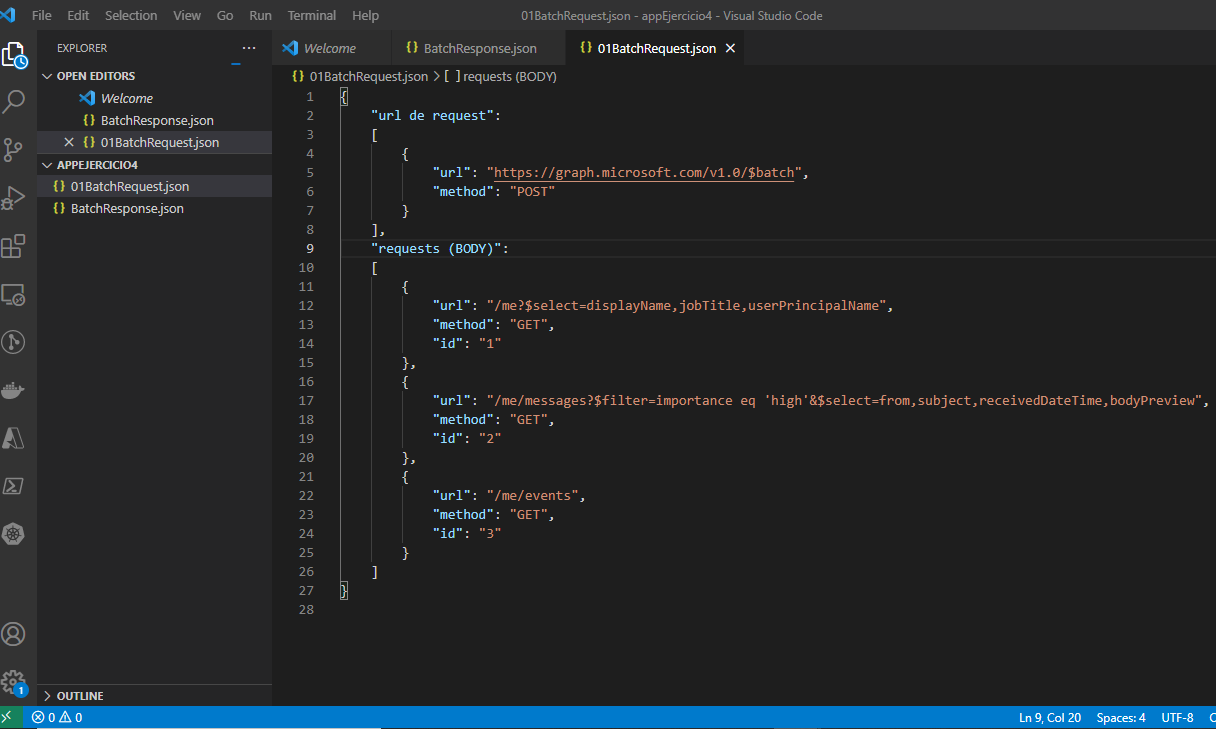 File Edit Selection View Go Run Terminal Help 01BatchRequest.json - appEjercicio4 - Visual Studio Code
EXPLORER ...
OPEN EDITORS
Welcome
{} BatchResponse.json
{} 01BatchRequest.json
APPEJERCICIO4
{} 01BatchRequest.json
{} BatchResponse.json
OUTLINE
Welcome {} BatchResponse.json {} 01BatchRequest.json
{} 01BatchRequest.json > [ ] requests (BODY)
1 {
2 "url de request":
3 [
4 {
5 "url": "https://graph.microsoft.com/v1.0/$batch",
6 "method": "POST"
7 }
8 ],
9 "requests (BODY)":
10 [
11 {
12 "url": "/me?$select=displayName,jobTitle,userPrincipalName",
13 "method": "GET",
14 "id": "1"
15 },
16 {
17 "url": "/me/messages?$filter=importance eq 'high'&$select=from,subject,receivedDateTime,bodyPreview",
18 "method": "GET",
19 "id": "2"
20 },
21 {
22 "url": "/me/events",
23 "method": "GET",
24 "id": "3"
25 }
26 ]
27 }
28
1
0 0 Ln 9, Col 20 Spaces: 4 UTF-8